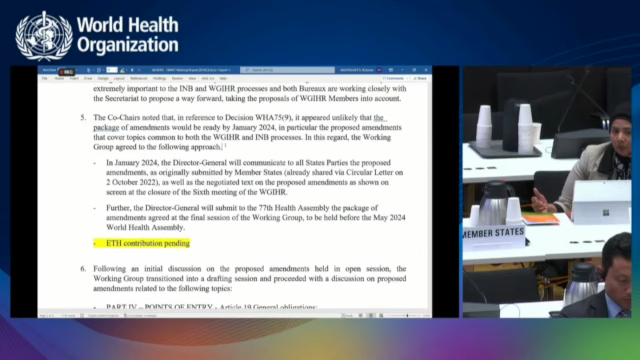 World Health
Organization
extremely important to the INB and WGIHR processes and both Bureaux are working closely with
the Secretariat to propose a way forward, taking the proposals of WGIHR Members into account.
5. The Co-Chairs noted that, in reference to Decision WHA75(9), it appeared unlikely that the
package of amendments would be ready by January 2024, in particular the proposed amendments
that cover topics common to both the WGIHR and INB processes. In this regard, the Working
Group agreed to the following approach.
- In January 2024, the Director-General will communicate to all States Parties the proposed
amendments, as originally submitted by Member States (already shared via Circular Letter on
2 October 2022), as well as the negotiated text on the proposed amendments as shown on
screen at the closure of the Sixth meeting of the WGIHR.
- Further, the Director-General will submit to the 77th Health Assembly the package of
amendments agreed at the final session of the Working Group, to be held before the May 2024
World Health Assembly.
- ETH contribution pending
6. Following an initial discussion on the proposed amendments held in open session, the
Working Group transitioned into a drafting session and proceeded with a discussion on proposed
amendments related to the following topics:
- PART IV – POINTS OF ENTRY - Article 19 General obligations;
MEMBER STATES